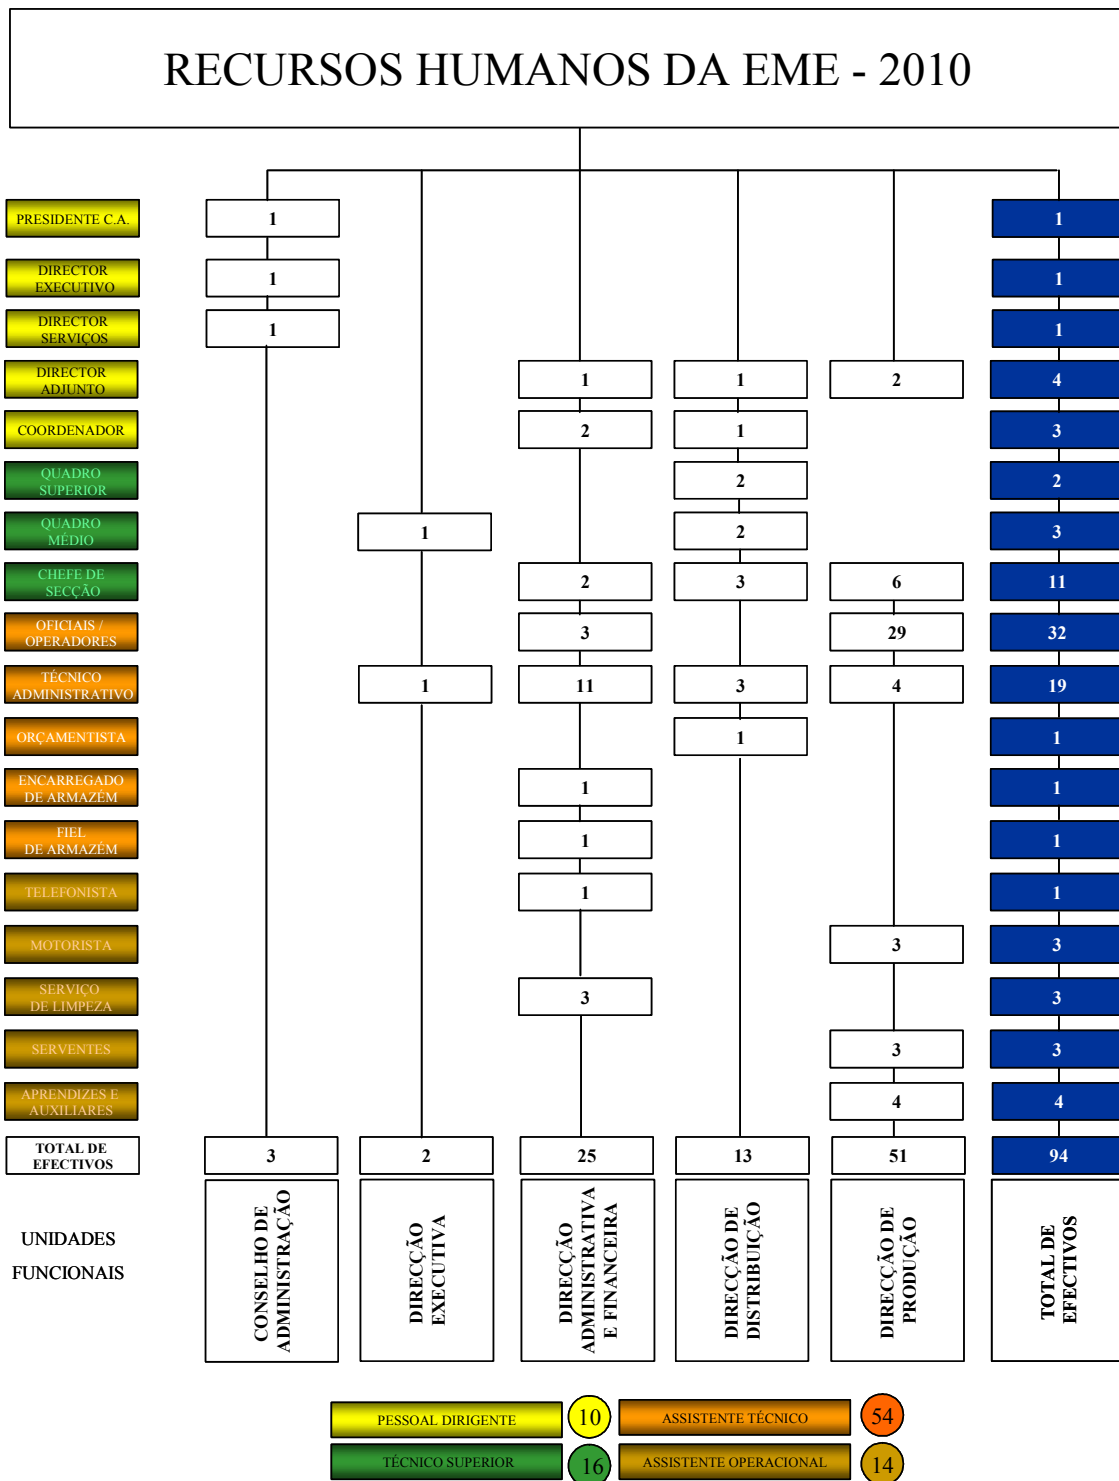 RECURSOS HUMANOS DA EME - 2010
PRESIDENTE C.A.
1
1
DIRECTOR
EXECUTIVO
1
1
DIRECTOR
SERVIÇOS
1
1
DIRECTOR
ADJUNTO
1
1
2
4
COORDENADOR
2
1
3
QUADRO
SUPERIOR
2
2
QUADRO
MÉDIO
1
2
3
CHEFE DE
SECÇÃO
2
3
6
11
OFICIAIS /
OPERADORES
3
29
32
TÉCNICO
ADMINISTRATIVO
1
11
3
4
19
ORÇAMENTISTA
1
1
ENCARREGADO
DE ARMAZÉM
1
1
FIEL
DE ARMAZÉM
1
1
TELEFONISTA
1
1
MOTORISTA
3
3
SERVIÇO
DE LIMPEZA
3
3
SERVENTES
3
3
APRENDIZES E
AUXILIARES
4
4
TOTAL DE
EFECTIVOS
3
2
25
13
51
94
UNIDADES
FUNCIONAIS
CONSELHO DE
ADMINISTRAÇÃO
DIRECÇÃO
EXECUTIVA
DIRECÇÃO
ADMINISTRATIVA
E FINANCEIRA
DIRECÇÃO DE
DISTRIBUIÇÃO
DIRECÇÃO DE
PRODUÇÃO
TOTAL DE
EFECTIVOS
PESSOAL DIRIGENTE
10
ASSISTENTE TÉCNICO
54
TÉCNICO SUPERIOR
16
ASSISTENTE OPERACIONAL
14